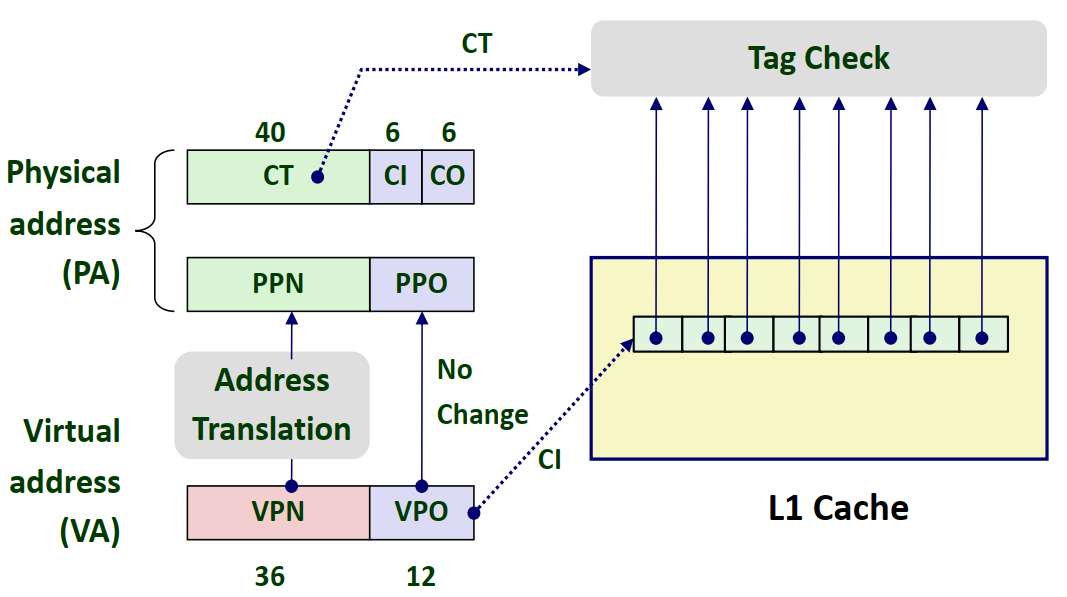 CT
Tag Check
40
6
6
Physical
address
(PA)
CT
CI
CO
PPN
PPO
Address
Translation
No
Change
CI
Virtual
address
(VA)
VPN
VPO
L1 Cache
36
12